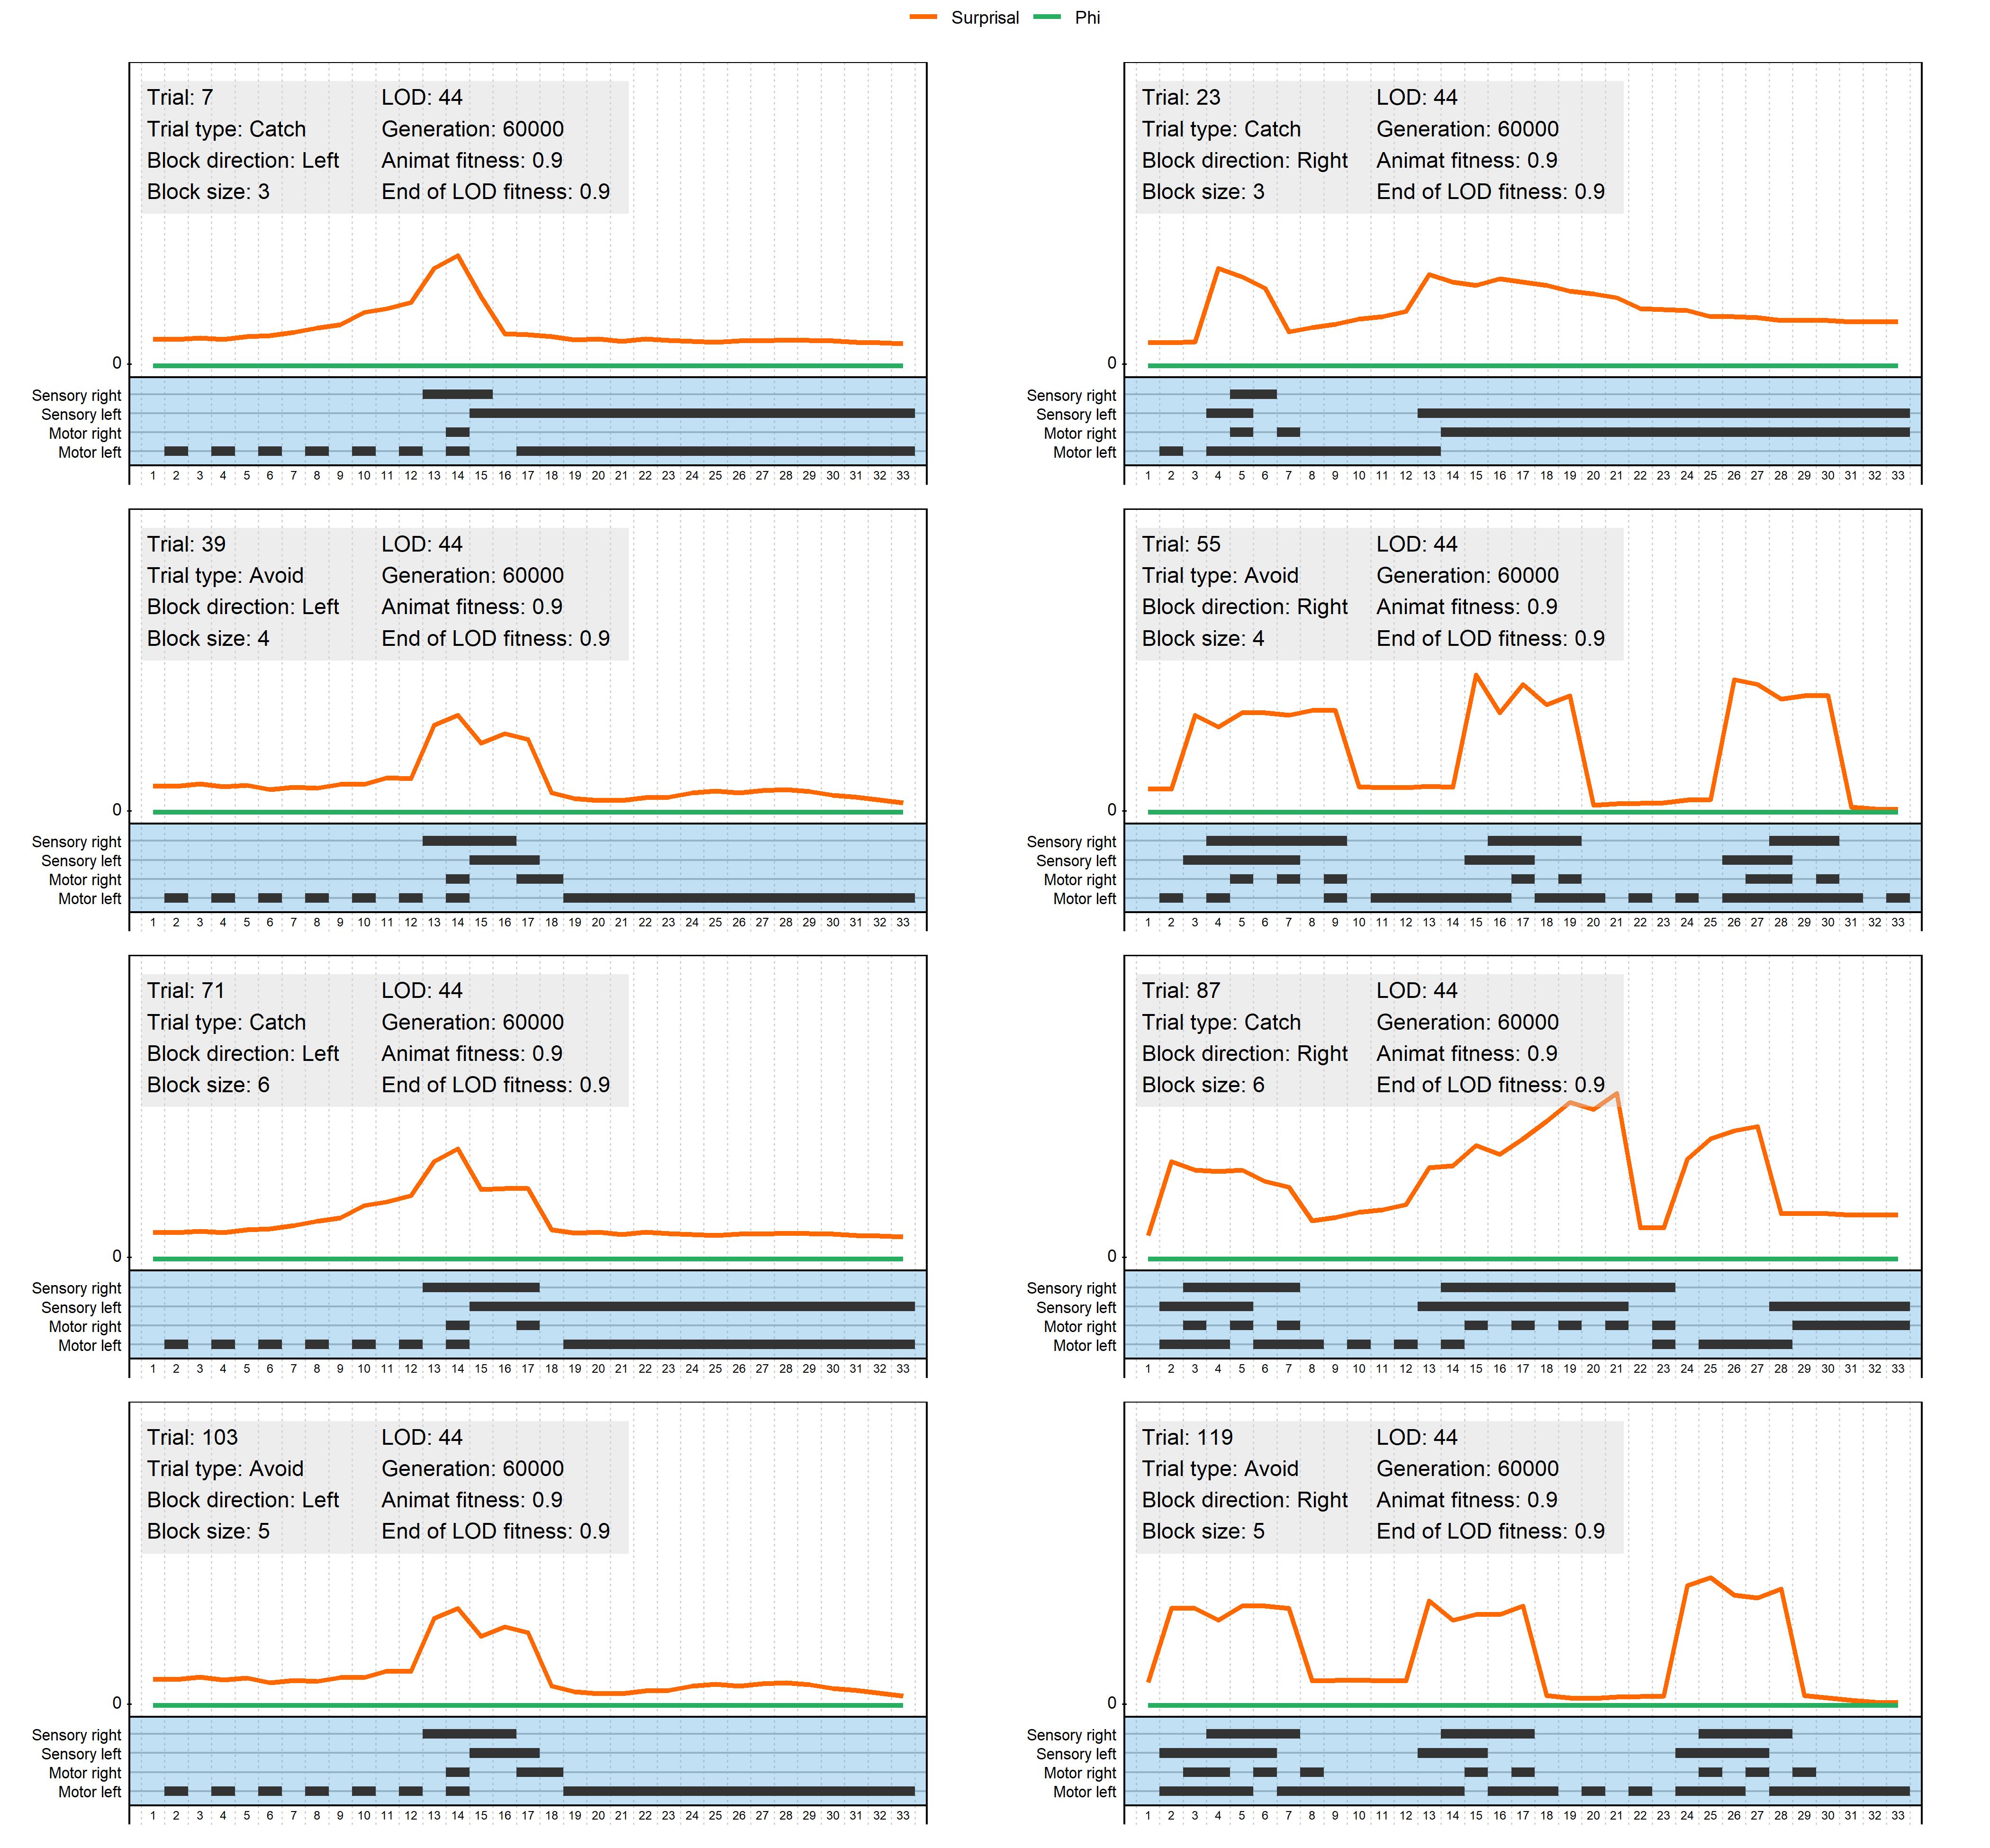 Surprisal Phi
Trial: 7 LOD: 44
Trial type: Catch Generation: 60000
Block direction: Left Animat fitness: 0.9
Block size: 3 End of LOD fitness: 0.9
0
Sensory right
Sensory left
Motor right
Motor left
1 2 3 4 5 6 7 8 9 10 11 12 13 14 15 16 17 18 19 20 21 22 23 24 25 26 27 28 29 30 31 32 33
Trial: 23 LOD: 44
Trial type: Catch Generation: 60000
Block direction: Right Animat fitness: 0.9
Block size: 3 End of LOD fitness: 0.9
0
Sensory right
Sensory left
Motor right
Motor left
1 2 3 4 5 6 7 8 9 10 11 12 13 14 15 16 17 18 19 20 21 22 23 24 25 26 27 28 29 30 31 32 33
Trial: 39 LOD: 44
Trial type: Avoid Generation: 60000
Block direction: Left Animat fitness: 0.9
Block size: 4 End of LOD fitness: 0.9
0
Sensory right
Sensory left
Motor right
Motor left
1 2 3 4 5 6 7 8 9 10 11 12 13 14 15 16 17 18 19 20 21 22 23 24 25 26 27 28 29 30 31 32 33
Trial: 55 LOD: 44
Trial type: Avoid Generation: 60000
Block direction: Right Animat fitness: 0.9
Block size: 4 End of LOD fitness: 0.9
0
Sensory right
Sensory left
Motor right
Motor left
1 2 3 4 5 6 7 8 9 10 11 12 13 14 15 16 17 18 19 20 21 22 23 24 25 26 27 28 29 30 31 32 33
Trial: 71 LOD: 44
Trial type: Catch Generation: 60000
Block direction: Left Animat fitness: 0.9
Block size: 6 End of LOD fitness: 0.9
0
Sensory right
Sensory left
Motor right
Motor left
1 2 3 4 5 6 7 8 9 10 11 12 13 14 15 16 17 18 19 20 21 22 23 24 25 26 27 28 29 30 31 32 33
Trial: 87 LOD: 44
Trial type: Catch Generation: 60000
Block direction: Right Animat fitness: 0.9
Block size: 6 End of LOD fitness: 0.9
0
Sensory right
Sensory left
Motor right
Motor left
1 2 3 4 5 6 7 8 9 10 11 12 13 14 15 16 17 18 19 20 21 22 23 24 25 26 27 28 29 30 31 32 33
Trial: 103 LOD: 44
Trial type: Avoid Generation: 60000
Block direction: Left Animat fitness: 0.9
Block size: 5 End of LOD fitness: 0.9
0
Sensory right
Sensory left
Motor right
Motor left
1 2 3 4 5 6 7 8 9 10 11 12 13 14 15 16 17 18 19 20 21 22 23 24 25 26 27 28 29 30 31 32 33
Trial: 119 LOD: 44
Trial type: Avoid Generation: 60000
Block direction: Right Animat fitness: 0.9
Block size: 5 End of LOD fitness: 0.9
0
Sensory right
Sensory left
Motor right
Motor left
1 2 3 4 5 6 7 8 9 10 11 12 13 14 15 16 17 18 19 20 21 22 23 24 25 26 27 28 29 30 31 32 33